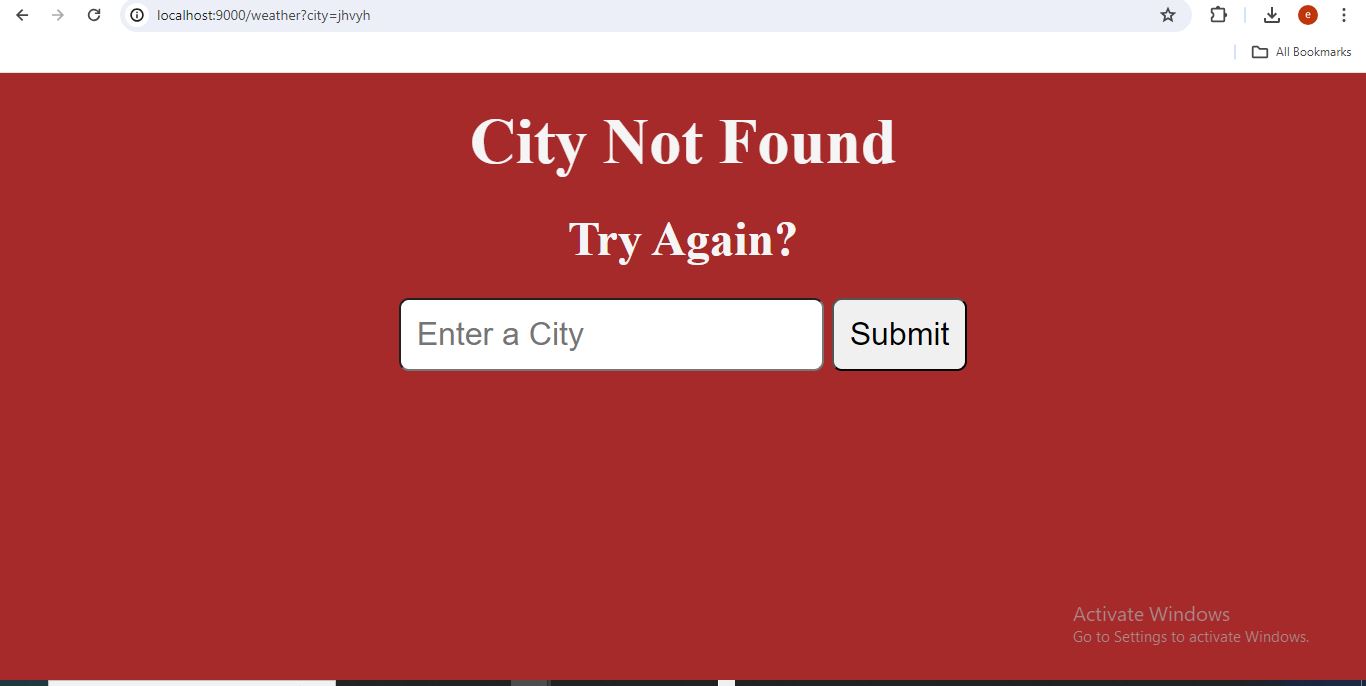 localhost:9000/weather?city=jhvyh
e
All Bookmarks
City Not Found
Try Again?
Enter a City
Submit
Activate Windows
Go to Settings to activate Windows.